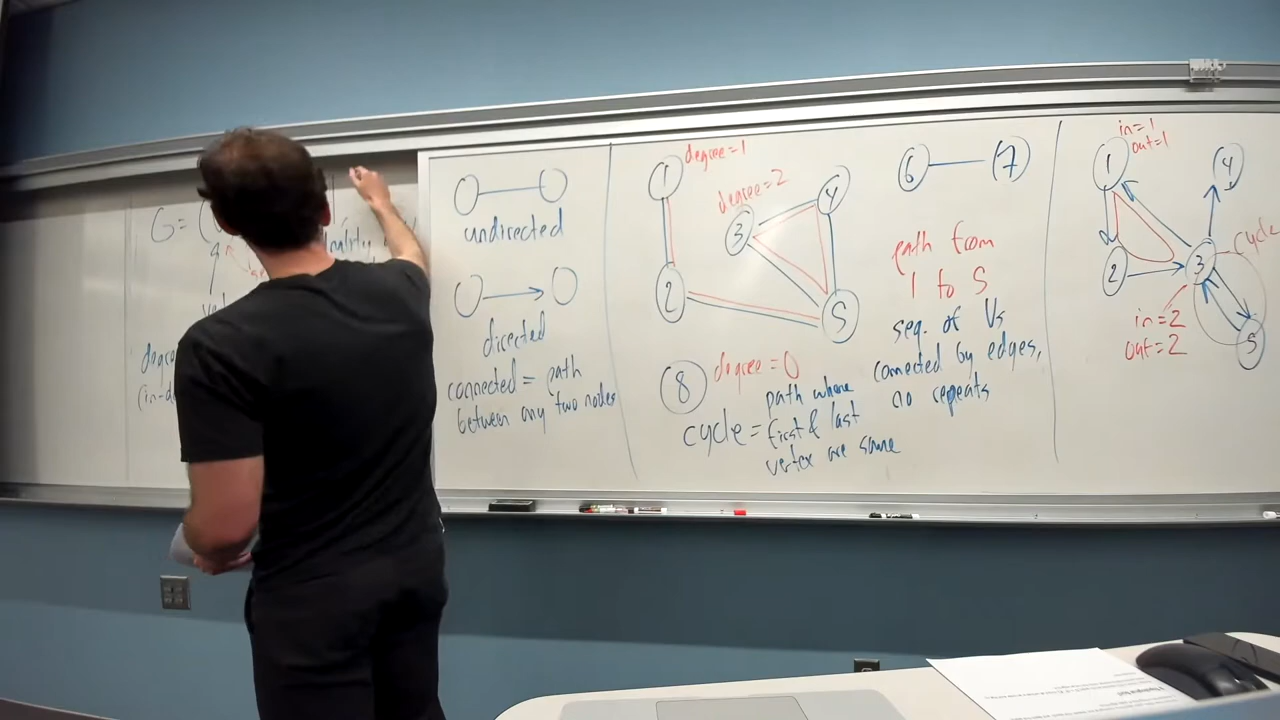 G = (
degree
undirected
directed
connected = path
between any two nodes
1
degree=1
degree=2
3
4
2
5
8
degree = 0
cycle = path where
first & last
vertex are same
6
7
path from
1 to 5
seq. of Vs
connected by edges,
no repeats
in=1
out=1
1
4
2
3
cycle
5
in=2
out=2